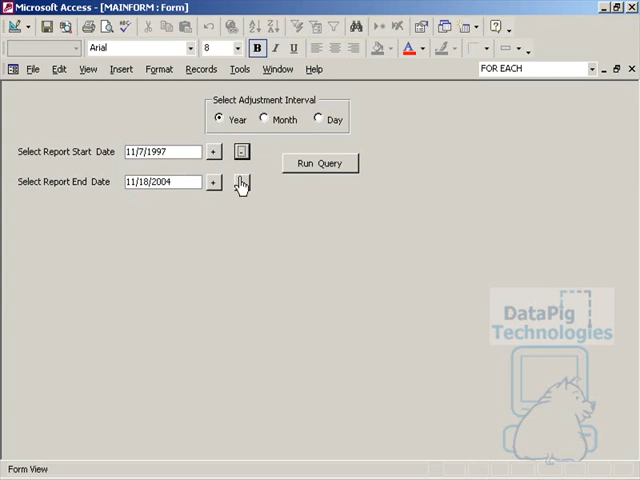 Microsoft Access - [MAINFORM : Form]
Arial
8
B
I
U
A
File Edit View Insert Format Records Tools Window Help
FOR EACH
Select Adjustment Interval
Year Month Day
Select Report Start Date 11/7/1997 + -
Run Query
Select Report End Date 11/18/2004 +
DataPig
Technologies
Form View